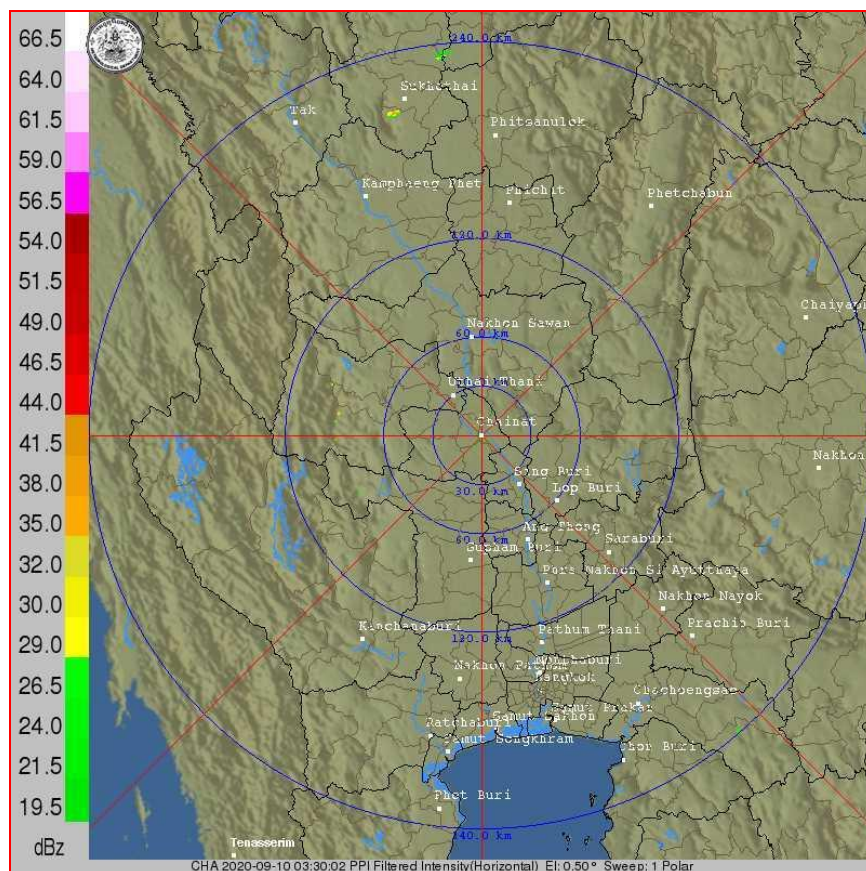 66.5
64.0
61.5
59.0
56.5
54.0
51.5
49.0
46.5
44.0
41.5
38.0
35.0
32.0
30.0
29.0
26.5
24.0
21.5
19.5
dBz
240.0 km
Sukhothai
Tak
Phitsanulok
Kamphaeng Phet
Phichit
Phetchabun
120.0 km
Chaiyaph
Nakhon Sawan
60.0 km
Uthai Thani
Chainat
Nakhon
Sing Buri
30.0 km
Lop Buri
Ang Thong
60.0 km
Saraburi
Pora Nakhon Si Ayutthaya
Nakhon Nayok
Kanchanaburi
120.0 km
Pathum Thani
Prachin Buri
Nakhon Pathom
Nonthaburi
Bangkok
Chachoengsao
Samut Prakan
Samut Sakhon
Ratchaburi
Samut Songkhram
Chon Buri
Phet Buri
240.0 km
Tenasserim
CHA 2020-09-10 03:30:02 PPI Filtered Intensity(Horizontal) El: 0.50° Sweep: 1 Polar